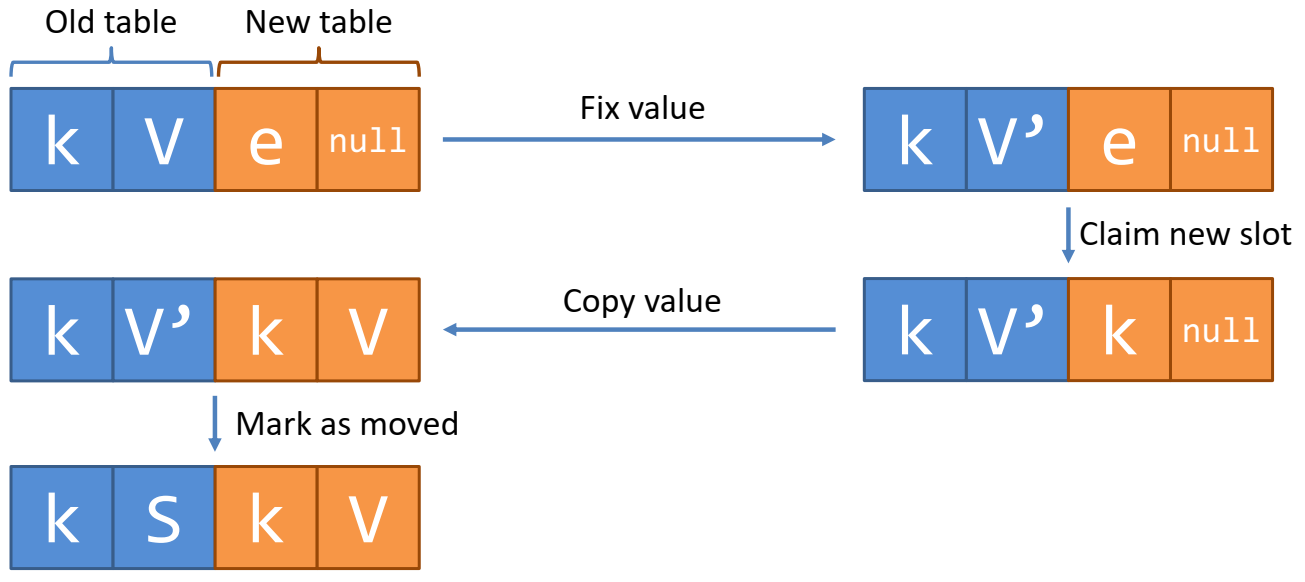 Old table New table
k V e null
Fix value
k V’ e null
Claim new slot
k V’ k V
Copy value
k V’ k null
Mark as moved
k S k V